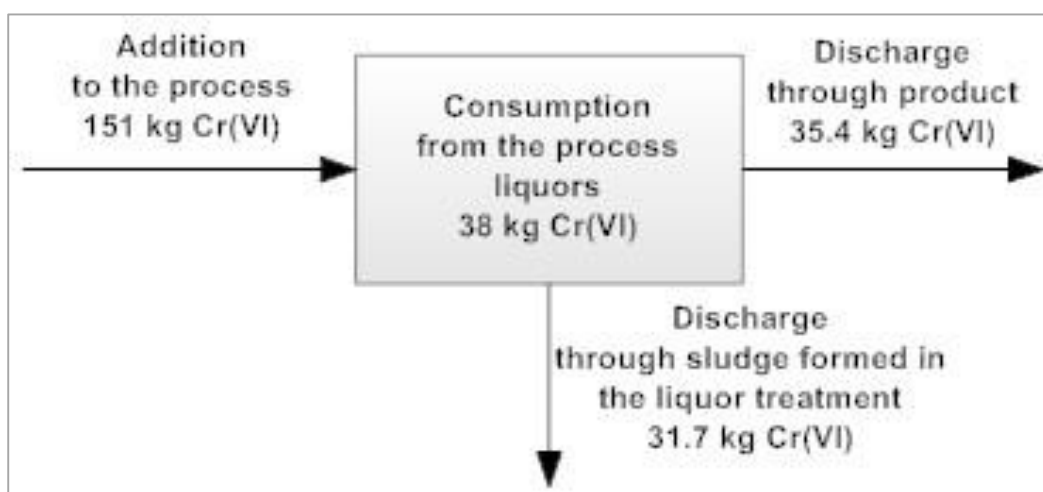 Addition
to the process
151 kg Cr(VI)
Consumption
from the process
liquors
38 kg Cr(VI)
Discharge
through product
35.4 kg Cr(VI)
Discharge
through sludge formed in
the liquor treatment
31.7 kg Cr(VI)